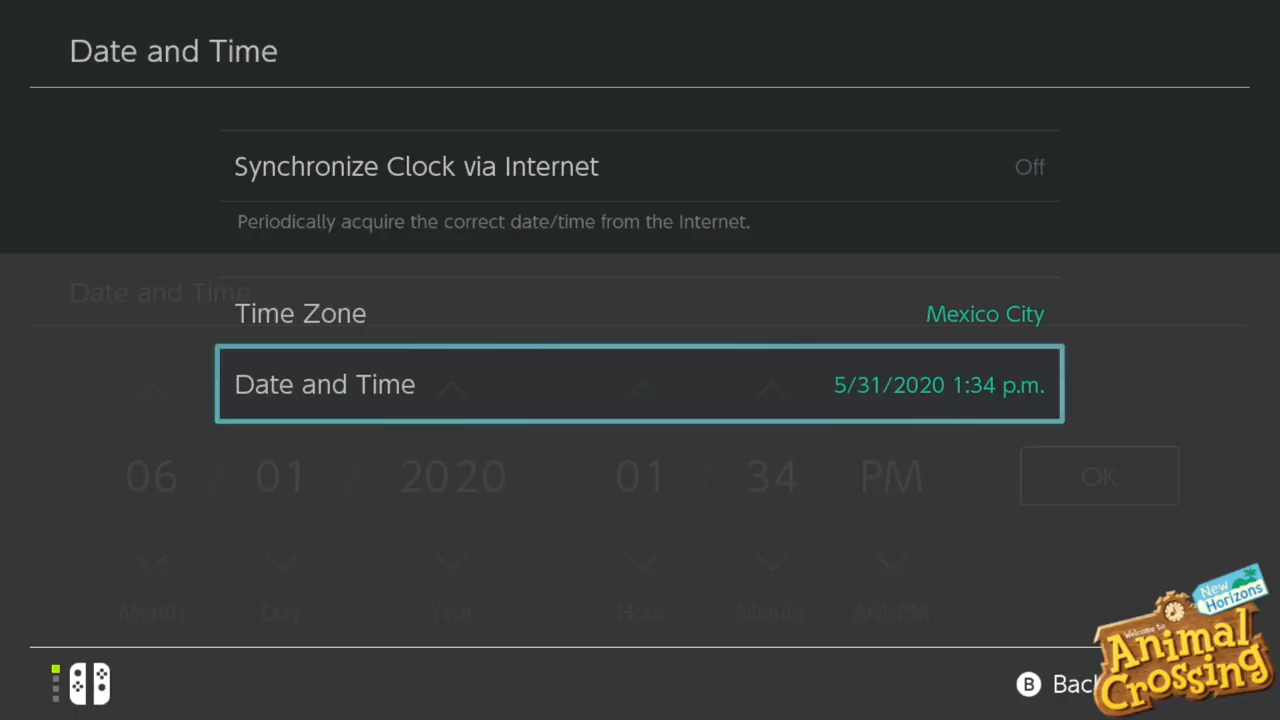 Date and Time
Synchronize Clock via Internet Off
Periodically acquire the correct date/time from the Internet.
Date and Time
Time Zone Mexico City
Date and Time 5/31/2020 1:34 p.m.
06 / 01 / 2020 01 : 34 PM OK
Month Day Year Hour Minute AM/PM
B Back
New Horizons
Welcome to
Animal Crossing